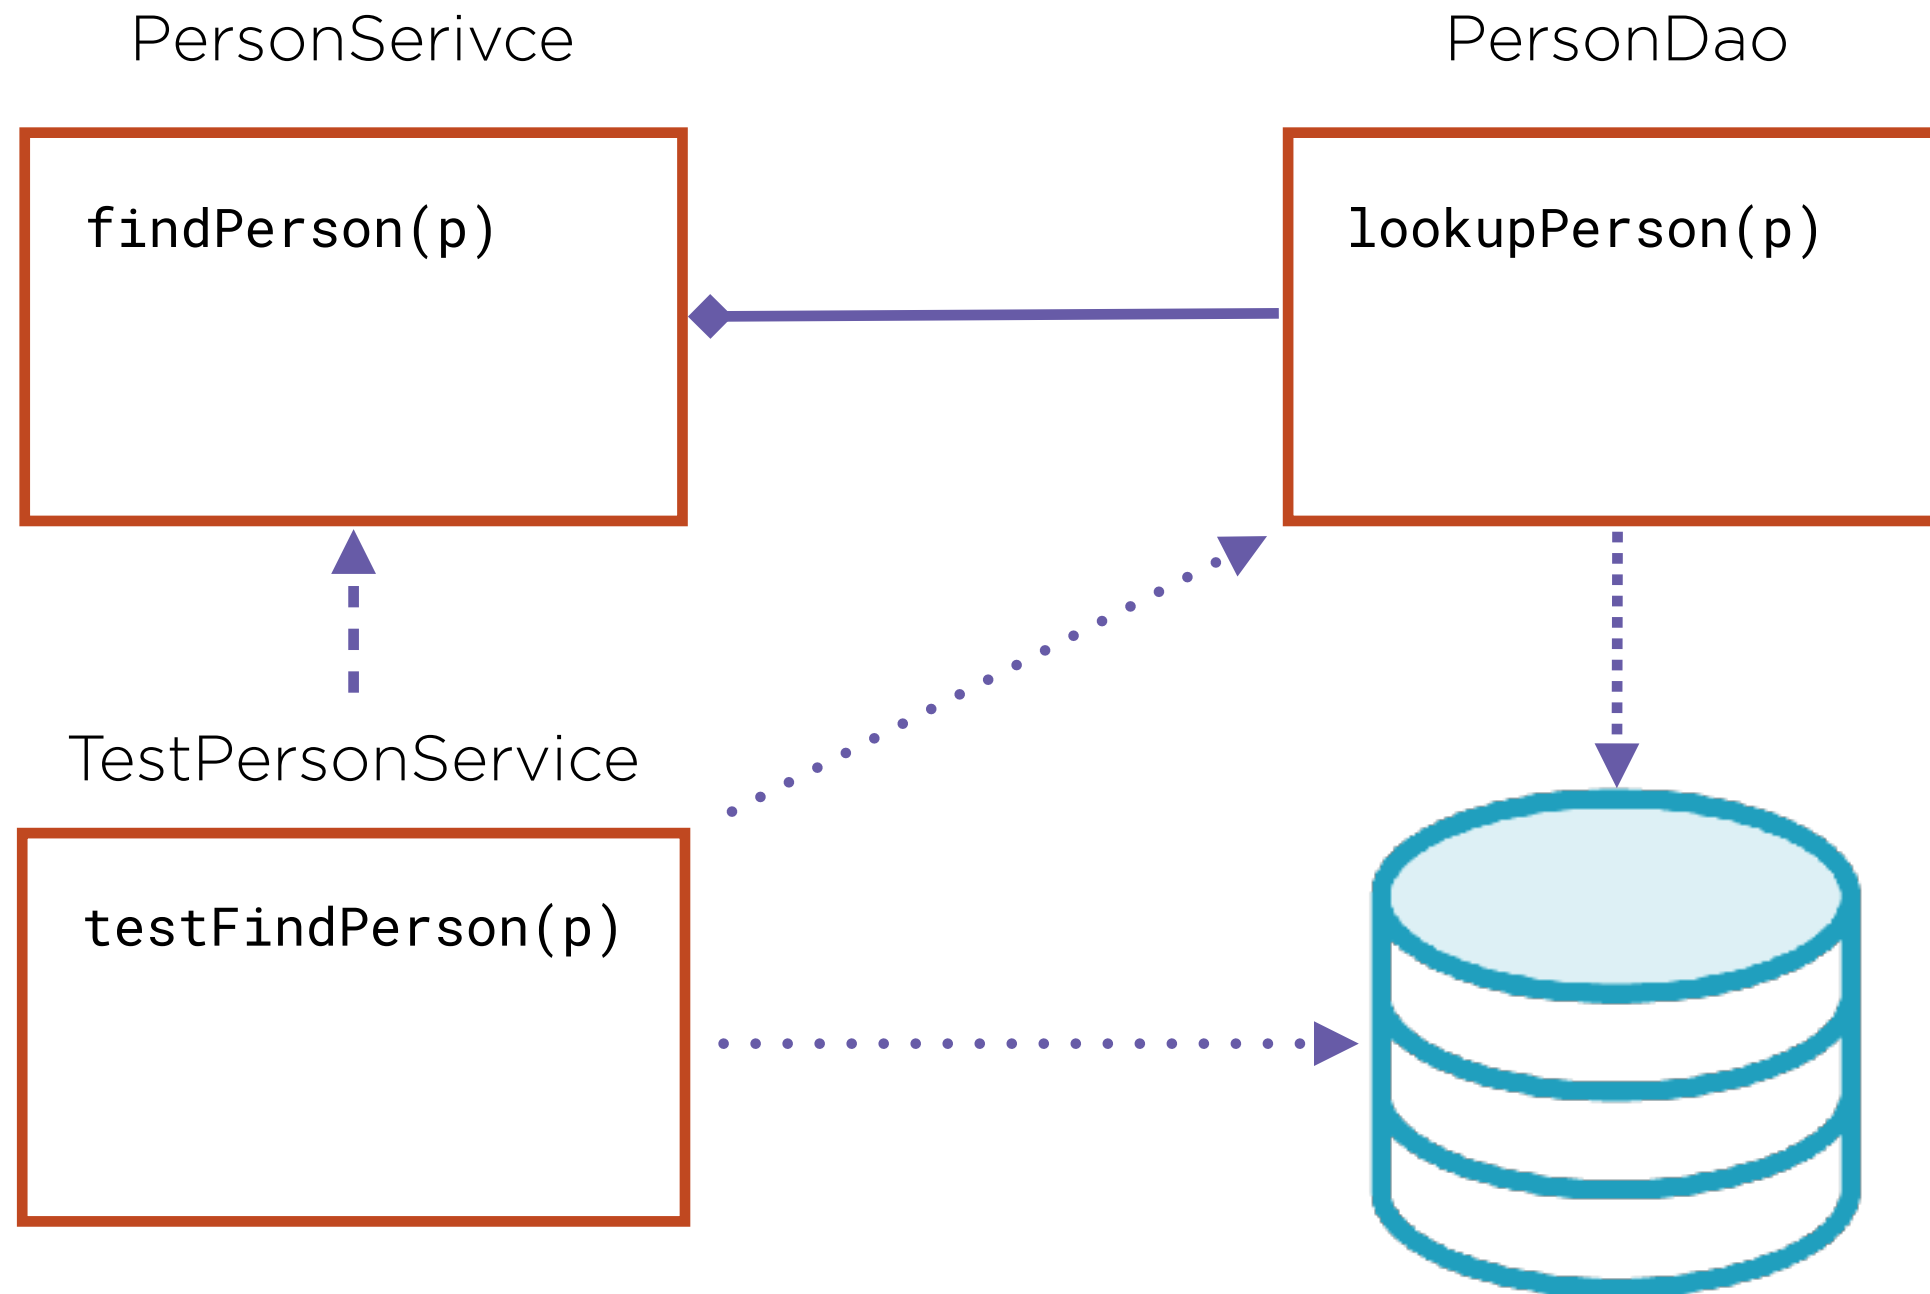 PersonSerivce
PersonDao
findPerson(p)
lookupPerson(p)
TestPersonService
testFindPerson(p)